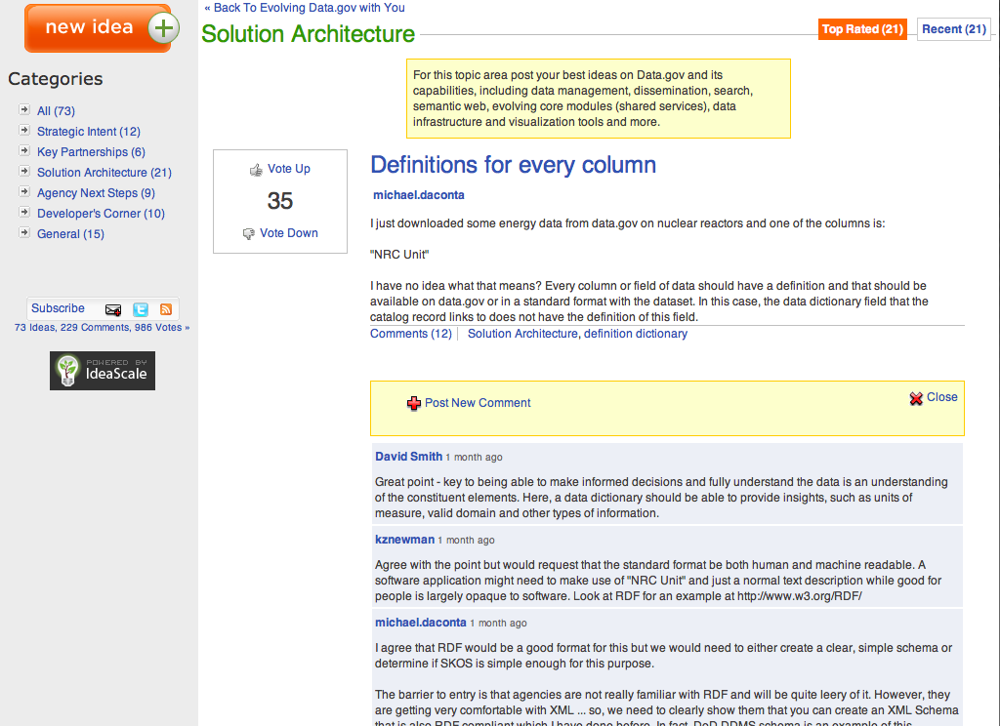 new idea
Categories
All (73)
Strategic Intent (12)
Key Partnerships (6)
Solution Architecture (21)
Agency Next Steps (9)
Developer's Corner (10)
General (15)
Subscribe
73 Ideas, 229 Comments, 986 Votes »
POWERED BY
IdeaScale
« Back To Evolving Data.gov with You
Solution Architecture
Top Rated (21)
Recent (21)
For this topic area post your best ideas on Data.gov and its
capabilities, including data management, dissemination, search,
semantic web, evolving core modules (shared services), data
infrastructure and visualization tools and more.
Vote Up
35
Vote Down
Definitions for every column
michael.daconta
I just downloaded some energy data from data.gov on nuclear reactors and one of the columns is:
"NRC Unit"
I have no idea what that means? Every column or field of data should have a definition and that should be
available on data.gov or in a standard format with the dataset. In this case, the data dictionary field that the
catalog record links to does not have the definition of this field.
Comments (12) Solution Architecture, definition dictionary
Post New Comment
Close
David Smith 1 month ago
Great point - key to being able to make informed decisions and fully understand the data is an understanding
of the constituent elements. Here, a data dictionary should be able to provide insights, such as units of
measure, valid domain and other types of information.
kznewman 1 month ago
Agree with the point but would request that the standard format be both human and machine readable. A
software application might need to make use of "NRC Unit" and just a normal text description while good for
people is largely opaque to software. Look at RDF for an example at http://www.w3.org/RDF/
michael.daconta 1 month ago
I agree that RDF would be a good format for this but we would need to either create a clear, simple schema or
determine if SKOS is simple enough for this purpose.
The barrier to entry is that agencies are not really familiar with RDF and will be quite leery of it. However, they
are getting very comfortable with XML ... so, we need to clearly show them that you can create an XML Schema
that is also RDF compliant which I have done before. In fact, DoD DDMS schema is an example of this